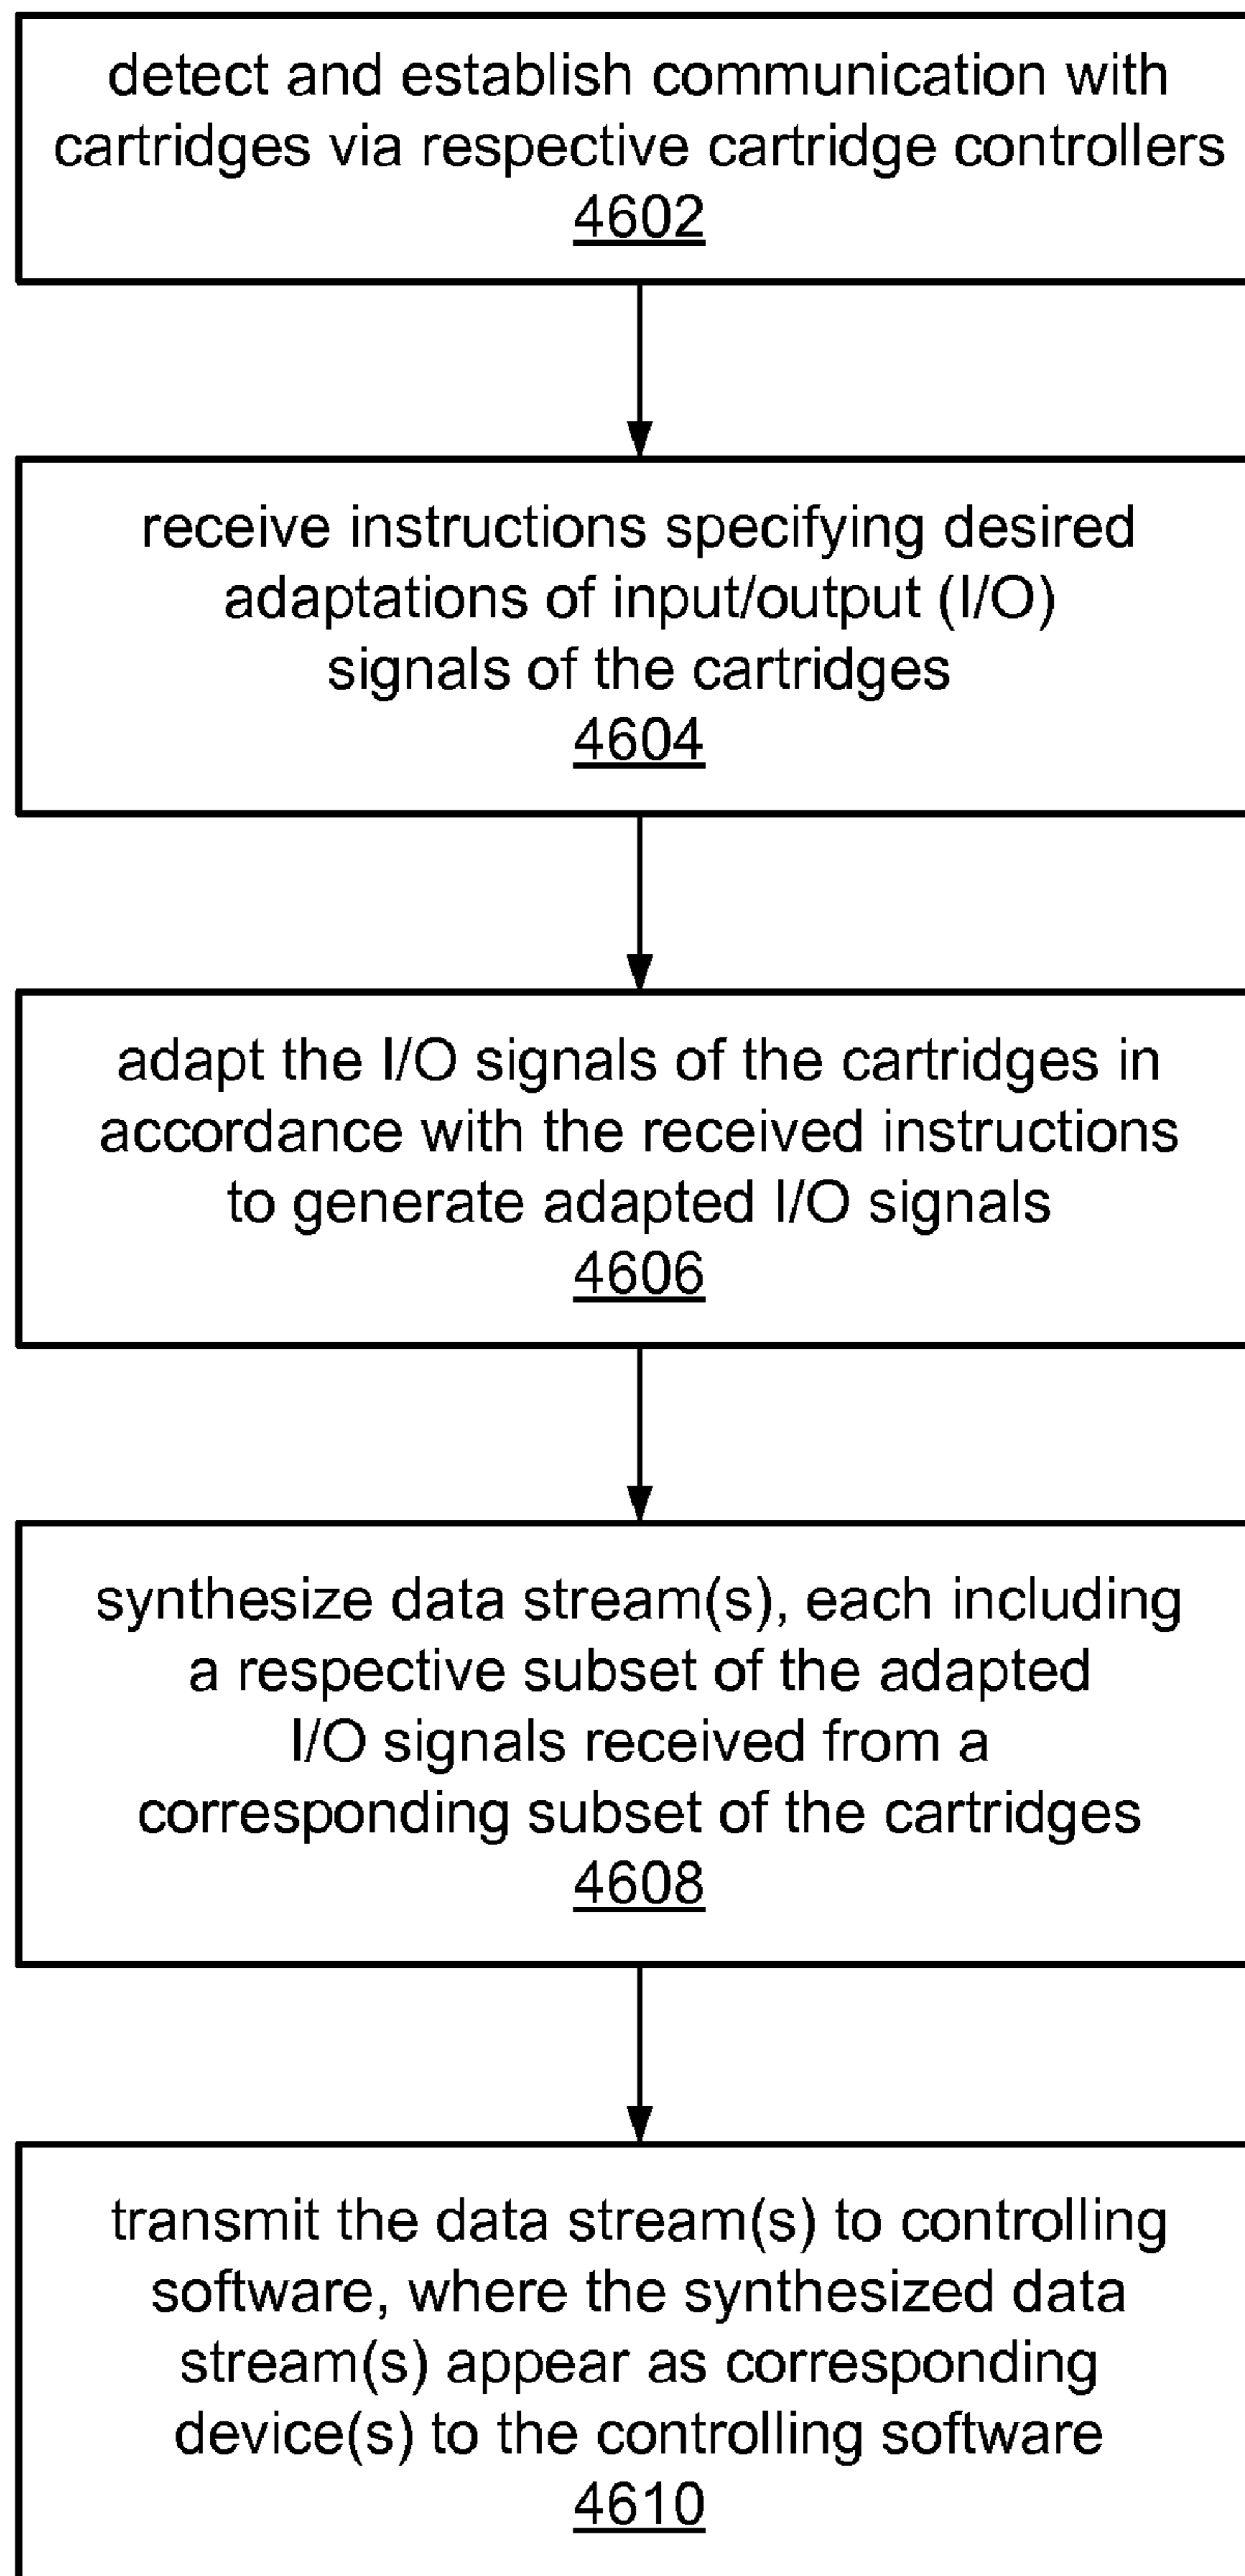 detect and establish communication with
cartridges via respective cartridge controllers
4602
receive instructions specifying desired
adaptations of input/output (I/O)
signals of the cartridges
4604
adapt the I/O signals of the cartridges in
accordance with the received instructions
to generate adapted I/O signals
4606
synthesize data stream(s), each including
a respective subset of the adapted
I/O signals received from a
corresponding subset of the cartridges
4608
transmit the data stream(s) to controlling
software, where the synthesized data
stream(s) appear as corresponding
device(s) to the controlling software
4610